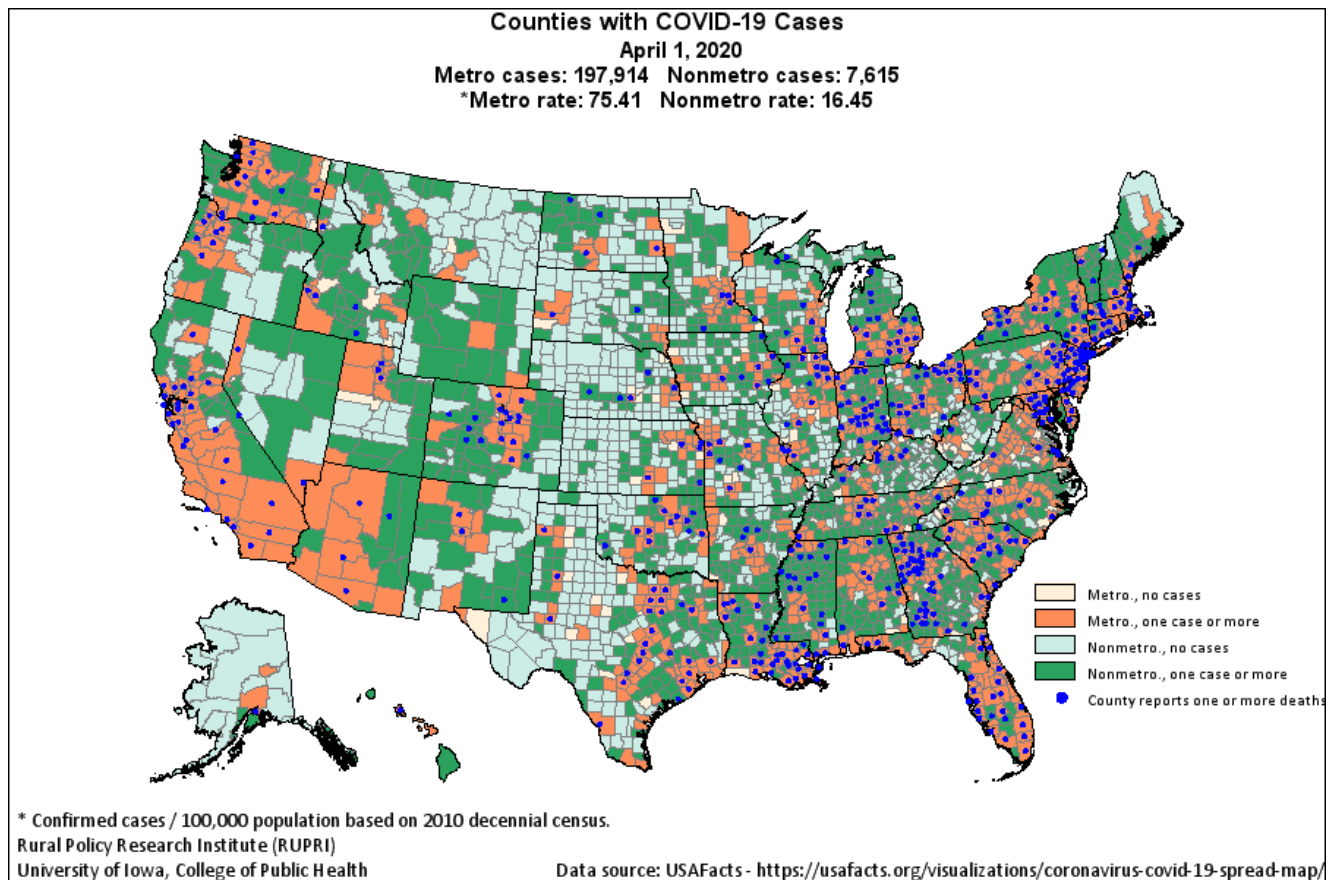 Counties with COVID-19 Cases
April 1, 2020
Metro cases: 197,914   Nonmetro cases: 7,615
*Metro rate: 75.41   Nonmetro rate: 16.45
Metro., no cases
Metro., one case or more
Nonmetro., no cases
Nonmetro., one case or more
County reports one or more deaths
* Confirmed cases / 100,000 population based on 2010 decennial census.
Rural Policy Research Institute (RUPRI)
University of Iowa, College of Public Health
Data source: USAFacts - https://usafacts.org/visualizations/coronavirus-covid-19-spread-map/